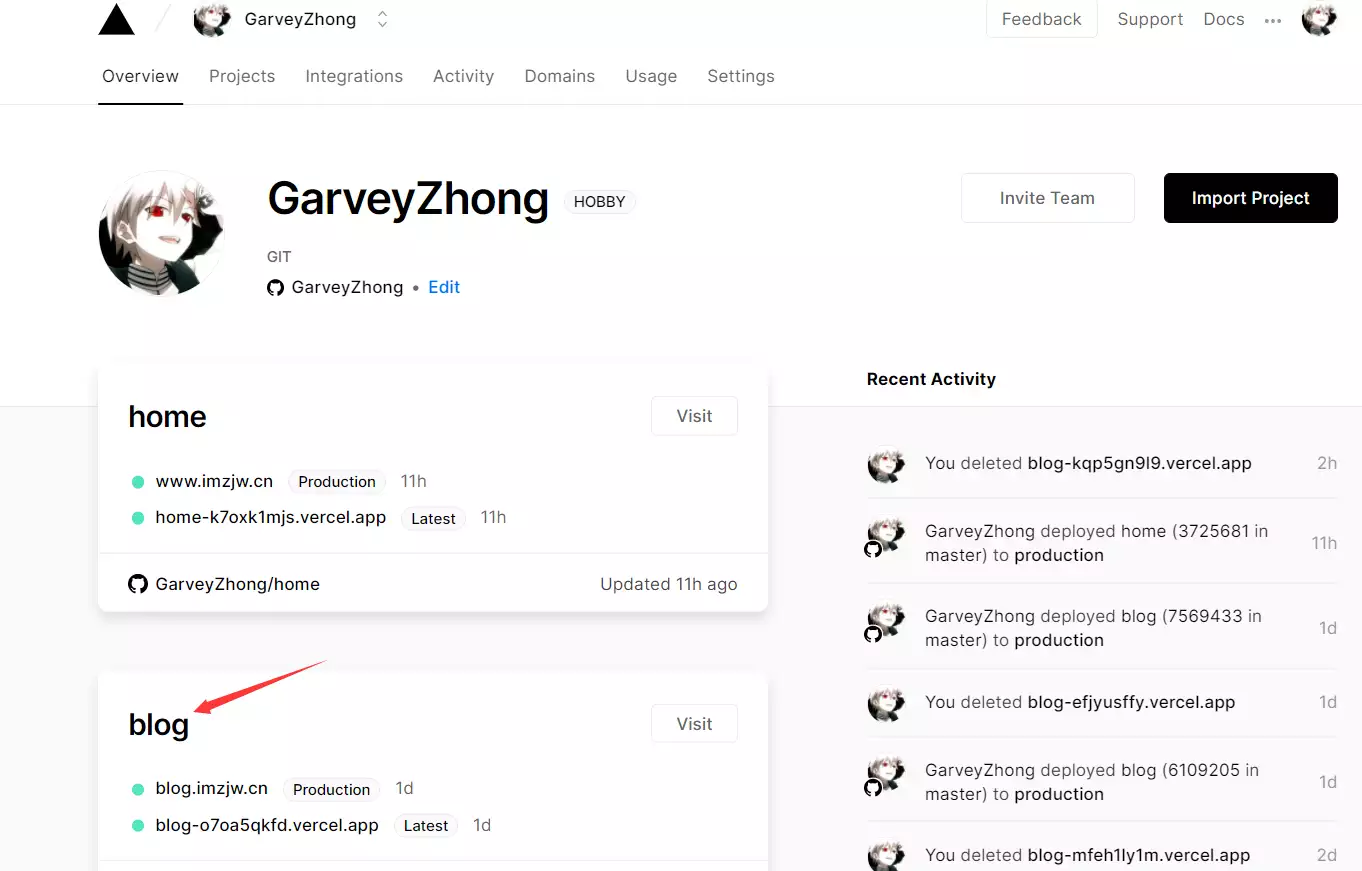 GarveyZhong
Feedback
Support
Docs
Overview
Projects
Integrations
Activity
Domains
Usage
Settings
GarveyZhong
HOBBY
Invite Team
Import Project
GIT
GarveyZhong • Edit
home
Visit
www.imzjw.cn Production 11h
home-k7oxk1mjs.vercel.app Latest 11h
GarveyZhong/home
Updated 11h ago
blog
Visit
blog.imzjw.cn Production 1d
blog-o7oa5qkfd.vercel.app Latest 1d
Recent Activity
You deleted blog-kqp5gn9l9.vercel.app 2h
GarveyZhong deployed home (3725681 in
master) to production
11h
GarveyZhong deployed blog (7569433 in
master) to production
1d
You deleted blog-efjyusffy.vercel.app 1d
GarveyZhong deployed blog (6109205 in
master) to production
1d
You deleted blog-mfeh1ly1m.vercel.app 2d